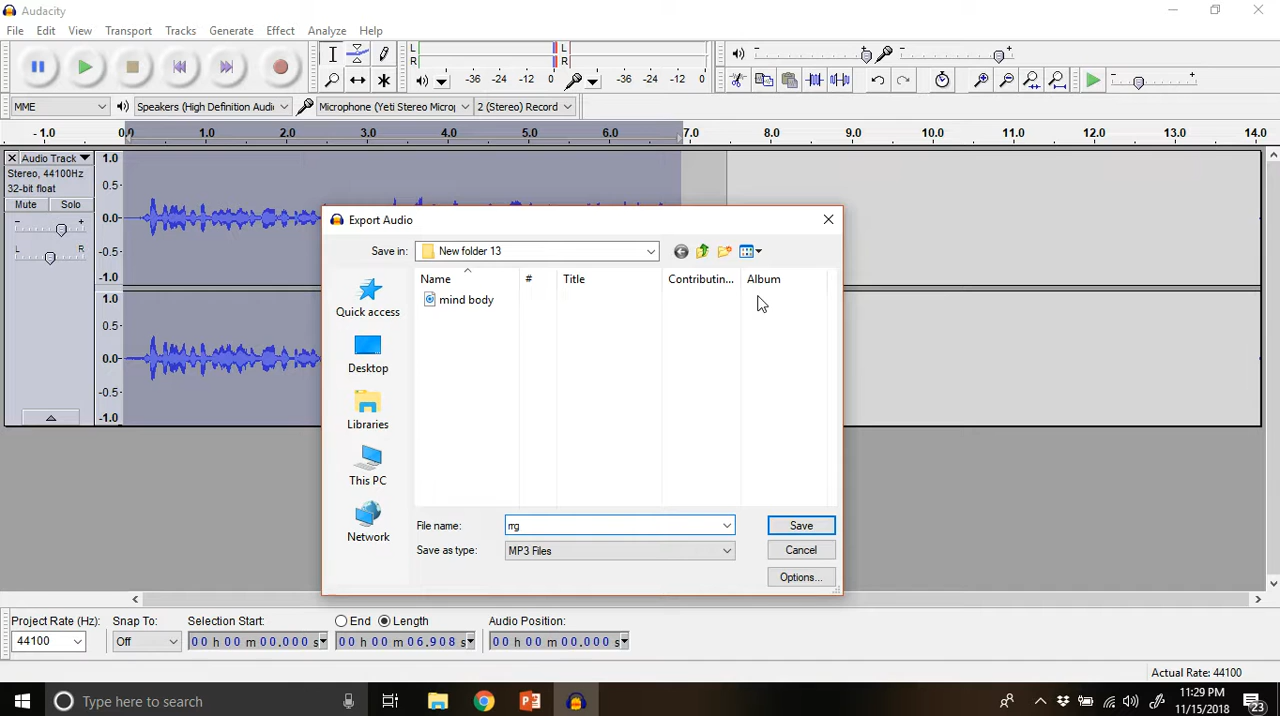 Audacity
File Edit View Transport Tracks Generate Effect Analyze Help
L R -36 -24 -12 0 L R -36 -24 -12 0
MME Speakers (High Definition Audi Microphone (Yeti Stereo Microp 2 (Stereo) Record
- 1.0 0.0 1.0 2.0 3.0 4.0 5.0 6.0 7.0 8.0 9.0 10.0 11.0 12.0 13.0 14.0
Audio Track 1.0
Stereo, 44100Hz
32-bit float 0.5-
Mute Solo 0.0-
- +
L R -0.5-
-1.0
1.0
0.5-
0.0-
-0.5-
-1.0
Export Audio
Save in: New folder 13
Name # Title Contributin... Album
mind body
Quick access
Desktop
Libraries
This PC
Network
File name: rrg Save
Save as type: MP3 Files Cancel
Options...
Project Rate (Hz): Snap To: Selection Start: End Length Audio Position:
44100 Off 00 h 00 m 00.000 s 00 h 00 m 06.908 s 00 h 00 m 00.000 s
Actual Rate: 44100
Type here to search
11:29 PM
11/15/2018
23